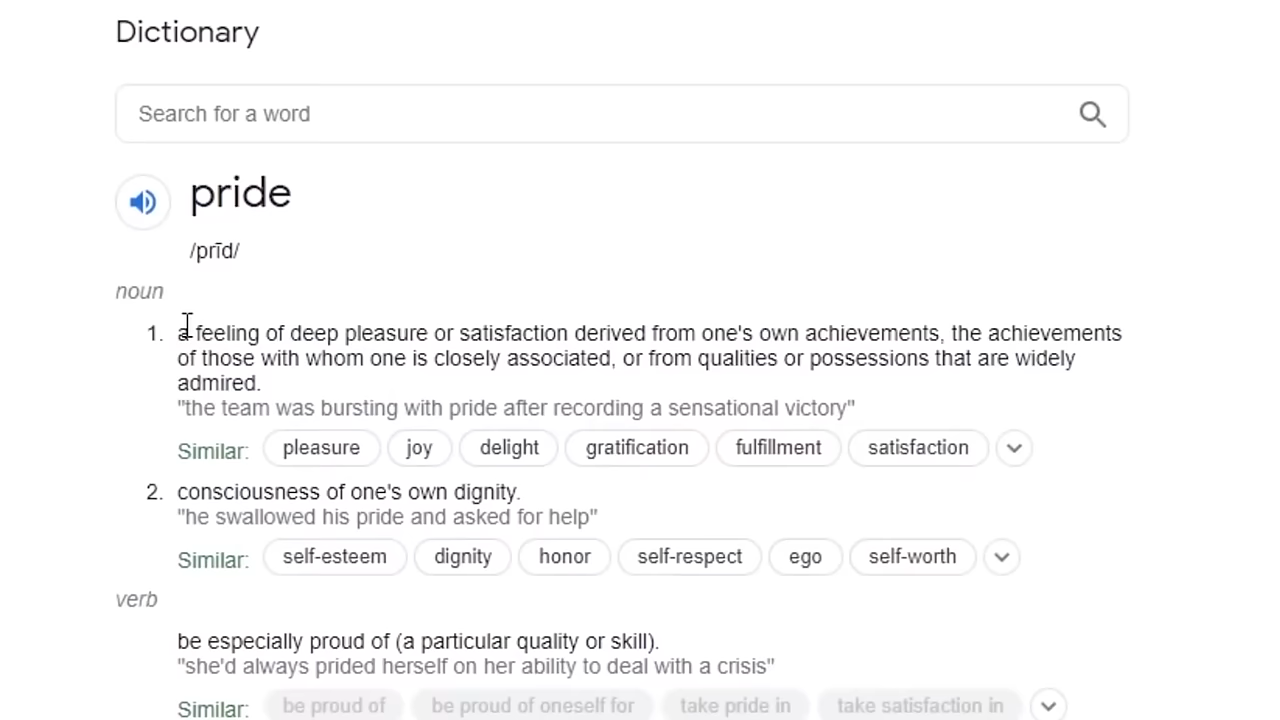 Dictionary
Search for a word
pride
/prīd/
noun
1. a feeling of deep pleasure or satisfaction derived from one's own achievements, the achievements
of those with whom one is closely associated, or from qualities or possessions that are widely
admired.
"the team was bursting with pride after recording a sensational victory"
Similar: pleasure joy delight gratification fulfillment satisfaction
2. consciousness of one's own dignity.
"he swallowed his pride and asked for help"
Similar: self-esteem dignity honor self-respect ego self-worth
verb
be especially proud of (a particular quality or skill).
"she'd always prided herself on her ability to deal with a crisis"
Similar: be proud of be proud of oneself for take pride in take satisfaction in